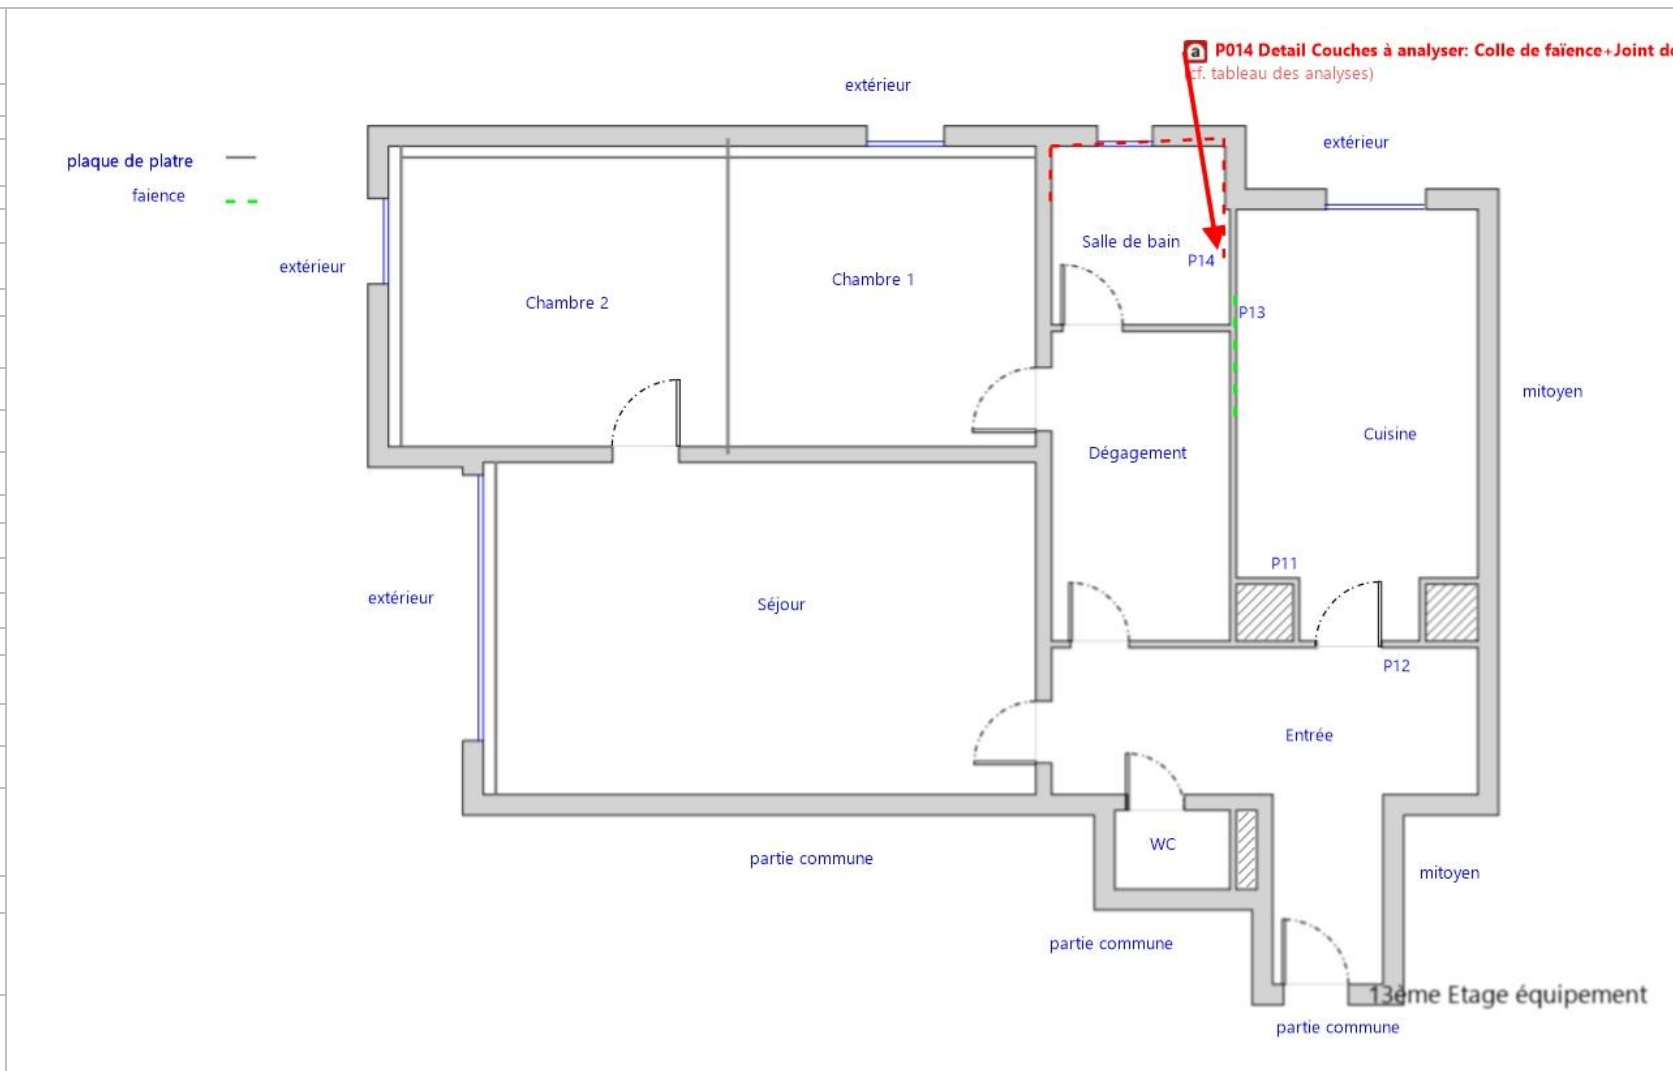 a P014 Detail Couches à analyser: Colle de faïence+Joint de
(cf. tableau des analyses)
extérieur
extérieur
plaque de platre
faience
Salle de bain
P14
extérieur
Chambre 1
Chambre 2
P13
mitoyen
Cuisine
Dégagement
P11
extérieur
Séjour
P12
Entrée
WC
partie commune
mitoyen
partie commune
13ème Etage équipement
partie commune